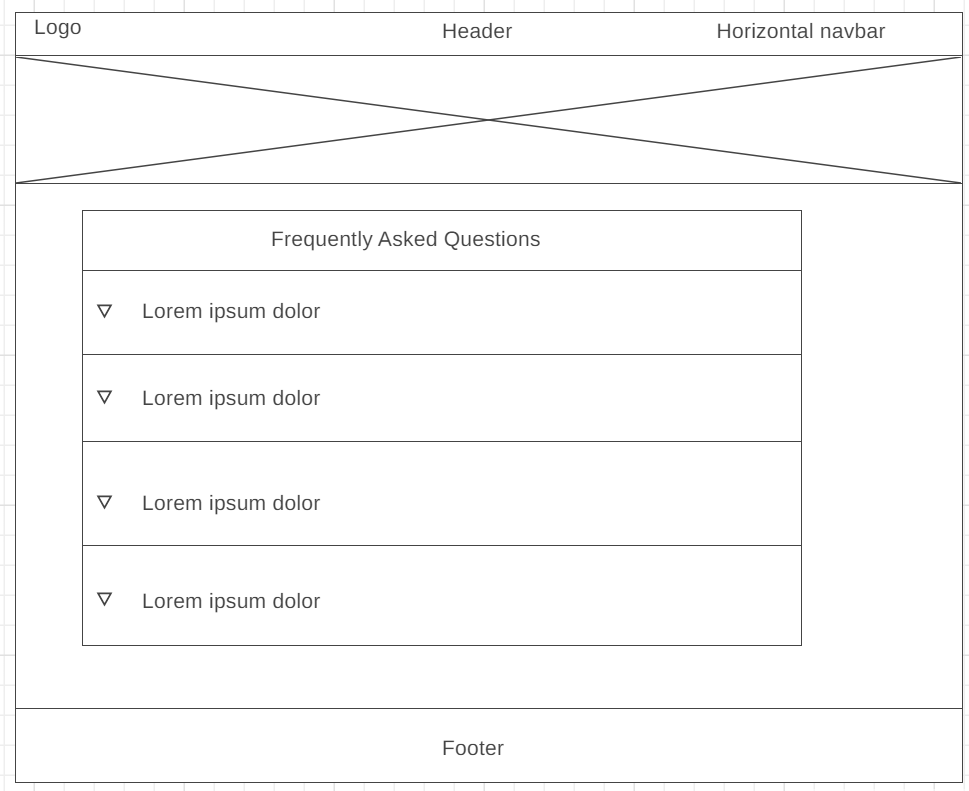 Logo
Header
Horizontal navbar
Frequently Asked Questions
Lorem ipsum dolor
Lorem ipsum dolor
Lorem ipsum dolor
Lorem ipsum dolor
Footer